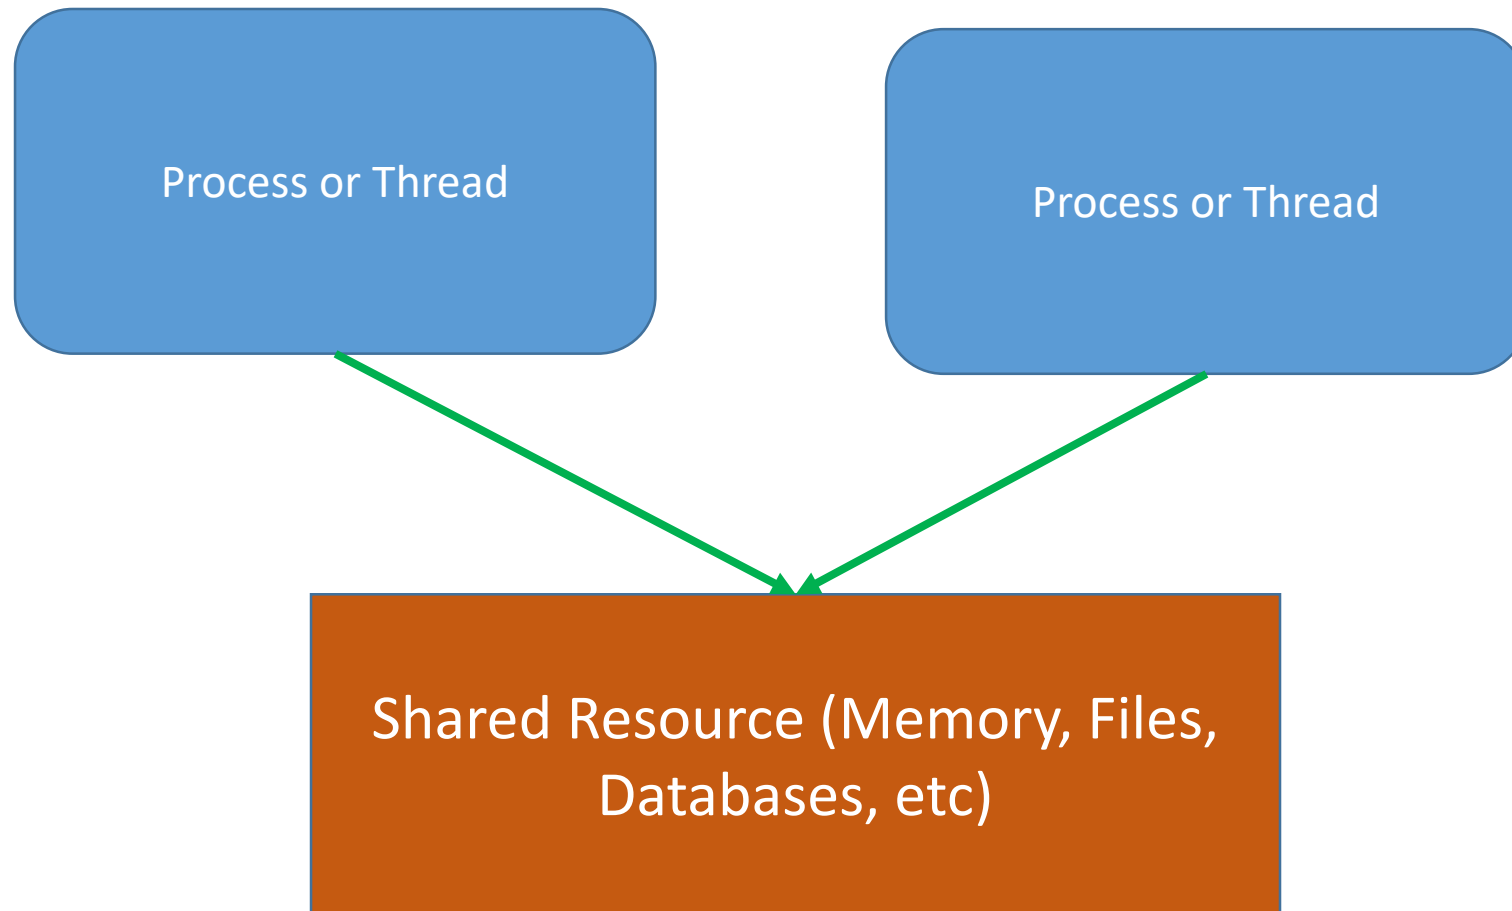 Process or Thread
Process or Thread
Shared Resource (Memory, Files,
Databases, etc)